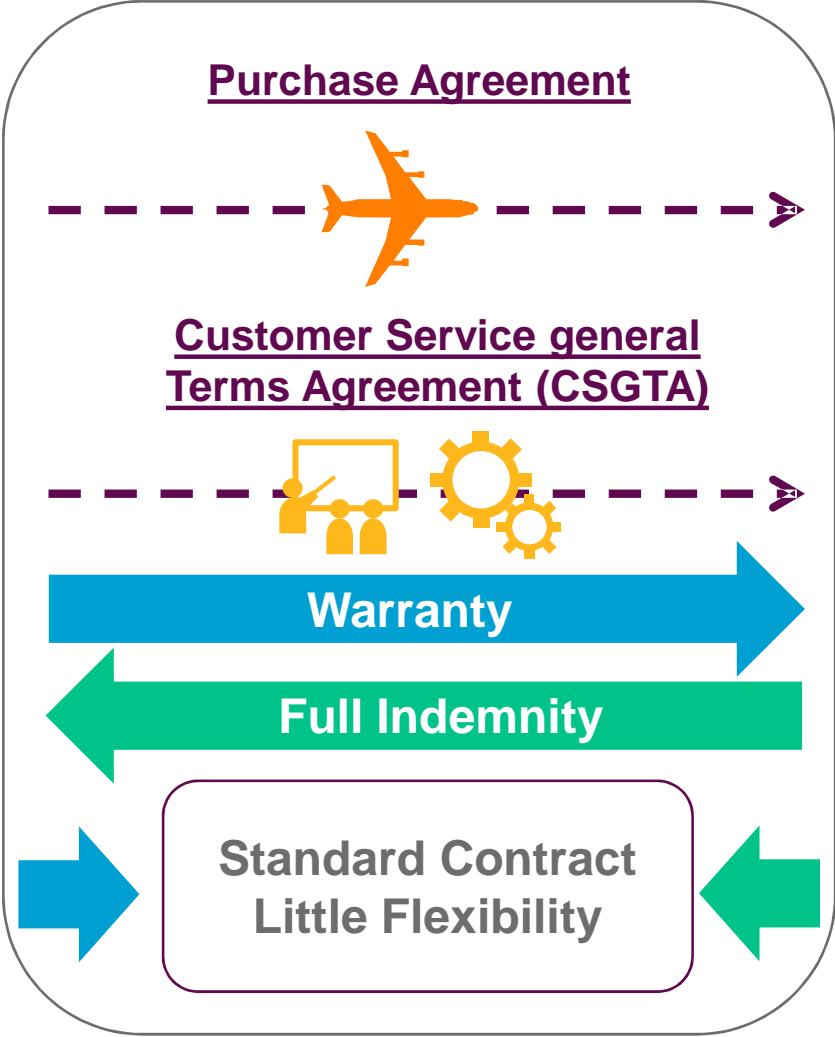 Purchase Agreement
Customer Service general
Terms Agreement (CSGTA)
Warranty
Full Indemnity
Standard Contract
Little Flexibility